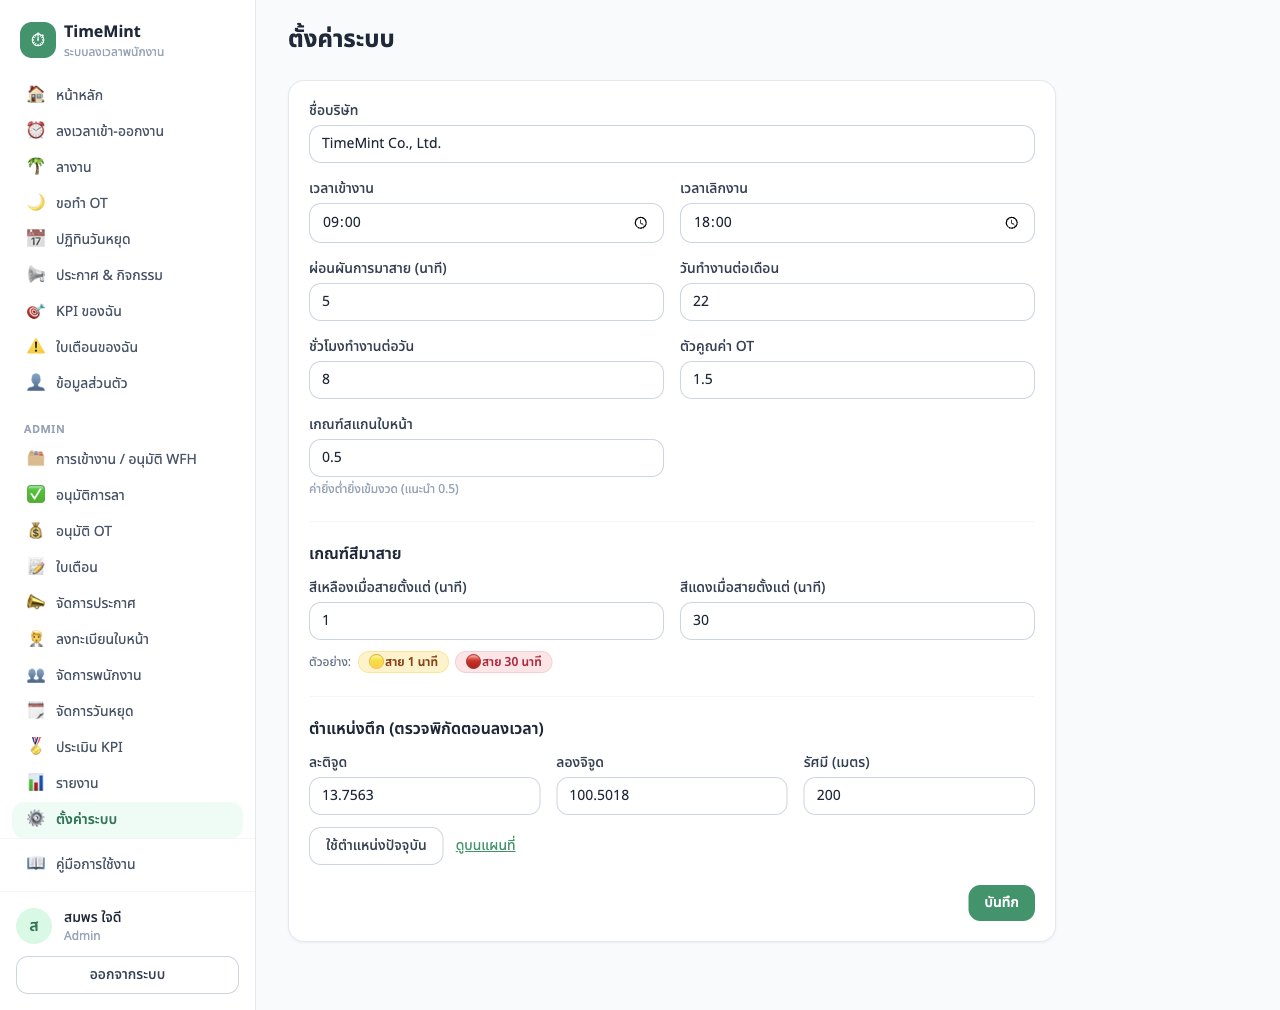 TimeMint
ระบบลงเวลาพนักงาน
หน้าหลัก
ลงเวลาเข้า-ออกงาน
ลางาน
ขอทำ OT
ปฏิทินวันหยุด
ประกาศ & กิจกรรม
KPI ของฉัน
ใบเตือนของฉัน
ข้อมูลส่วนตัว
ADMIN
การเข้างาน / อนุมัติ WFH
อนุมัติการลา
อนุมัติ OT
ใบเตือน
จัดการประกาศ
ลงทะเบียนใบหน้า
จัดการพนักงาน
จัดการวันหยุด
ประเมิน KPI
รายงาน
ตั้งค่าระบบ
คู่มือการใช้งาน
ส
สมพร ใจดี
Admin
ออกจากระบบ
ตั้งค่าระบบ
ชื่อบริษัท
TimeMint Co., Ltd.
เวลาเข้างาน
09:00
เวลาเลิกงาน
18:00
ผ่อนผันการมาสาย (นาที)
5
วันทำงานต่อเดือน
22
ชั่วโมงทำงานต่อวัน
8
ตัวคูณค่า OT
1.5
เกณฑ์สแกนใบหน้า
0.5
ค่ายิ่งต่ำยิ่งเข้มงวด (แนะนำ 0.5)
เกณฑ์สีมาสาย
สีเหลืองเมื่อสายตั้งแต่ (นาที)
1
สีแดงเมื่อสายตั้งแต่ (นาที)
30
ตัวอย่าง: สาย 1 นาที สาย 30 นาที
ตำแหน่งตึก (ตรวจพิกัดตอนลงเวลา)
ละติจูด
13.7563
ลองจิจูด
100.5018
รัศมี (เมตร)
200
ใช้ตำแหน่งปัจจุบัน
ดูบนแผนที่
บันทึก